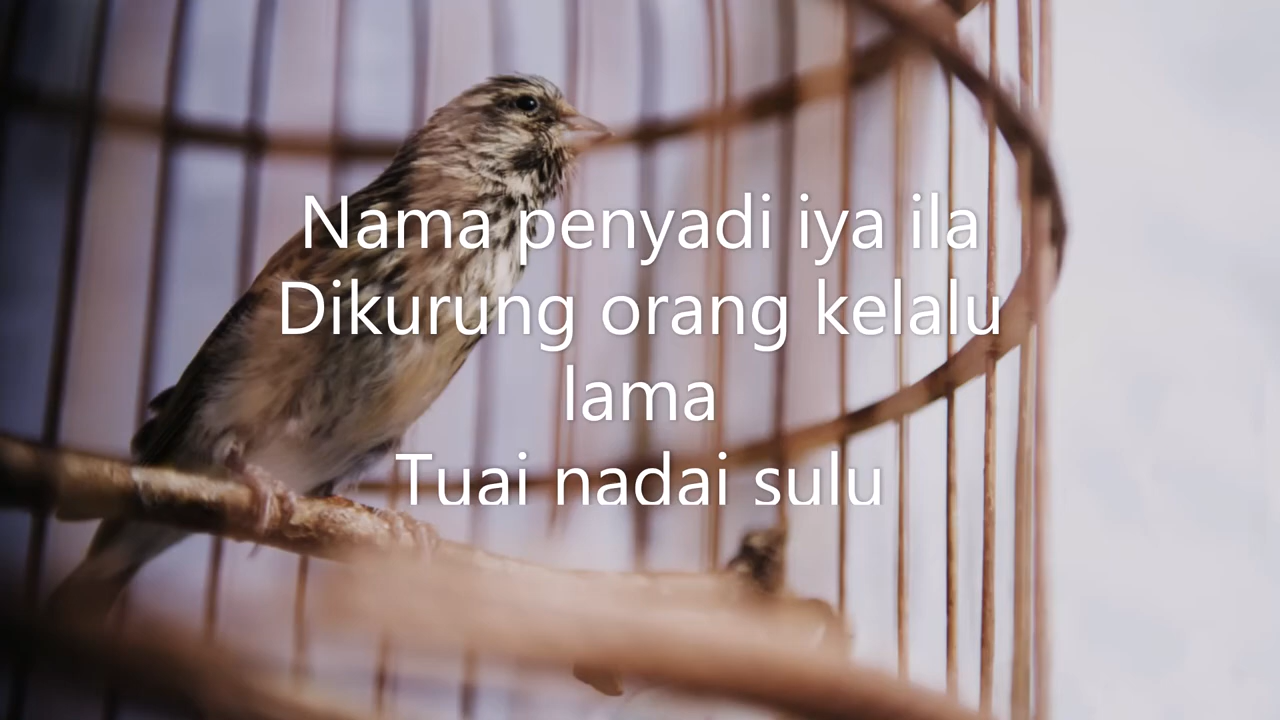 Nama penyadi iya ila
Dikurung orang kelalu
lama
Tuai nadai sulu